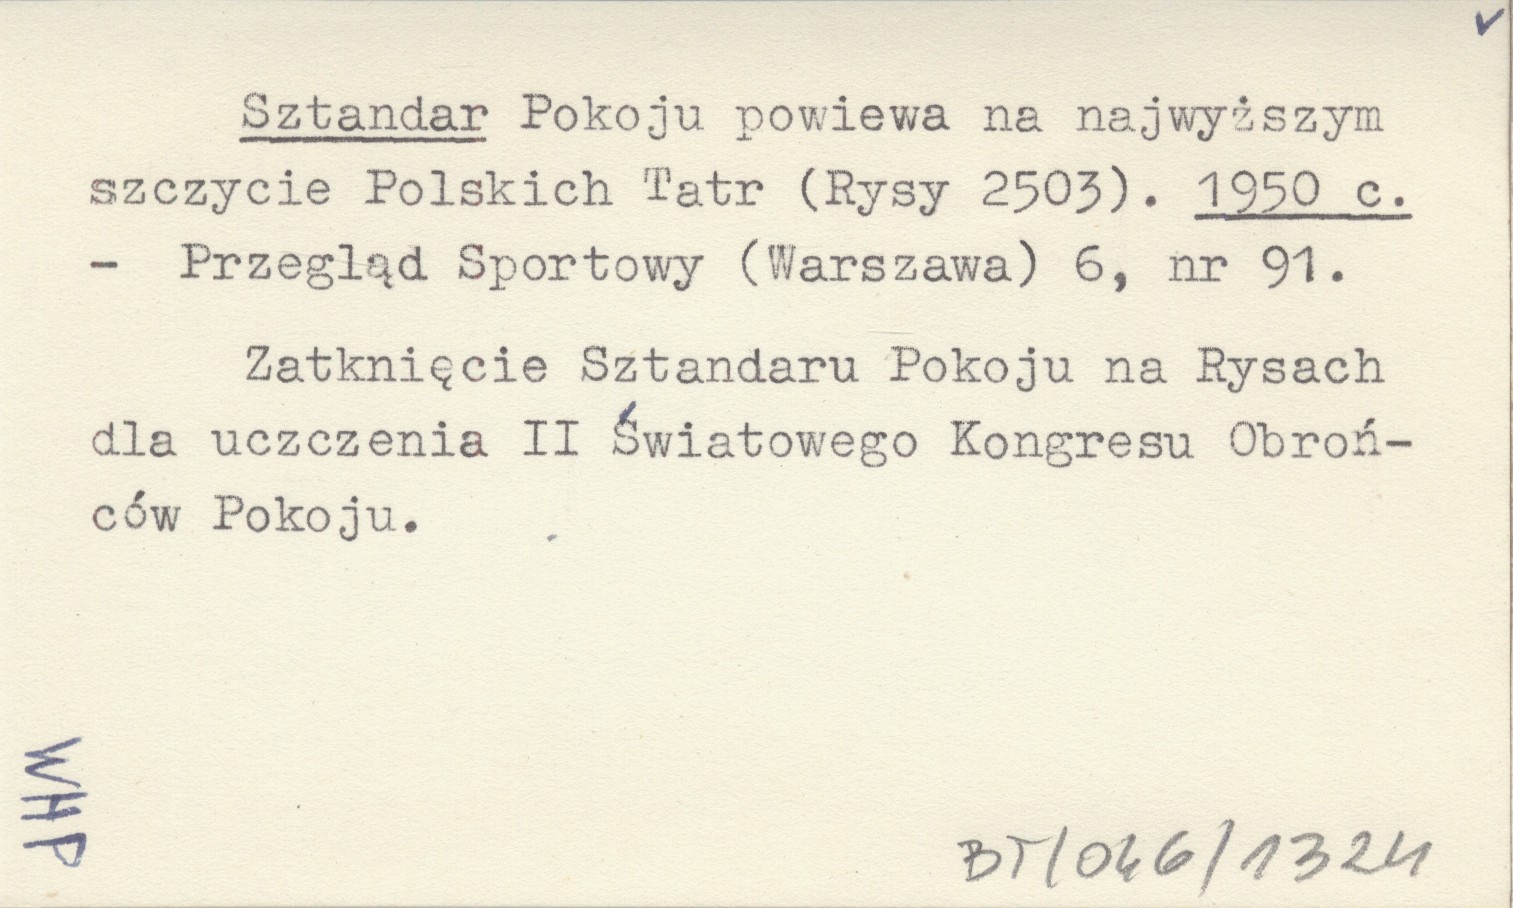 Sztandar Pokoju powiewa na najwyższym
szczycie Polskich Tatr (Rysy 2503). 1950 c.
- Przegląd Sportowy (Warszawa) 6, nr 91.
Zatknięcie Sztandaru Pokoju na Rysach
dla uczczenia II Światowego Kongresu Obroń-
ców Pokoju.
WHP
BT/046/1324